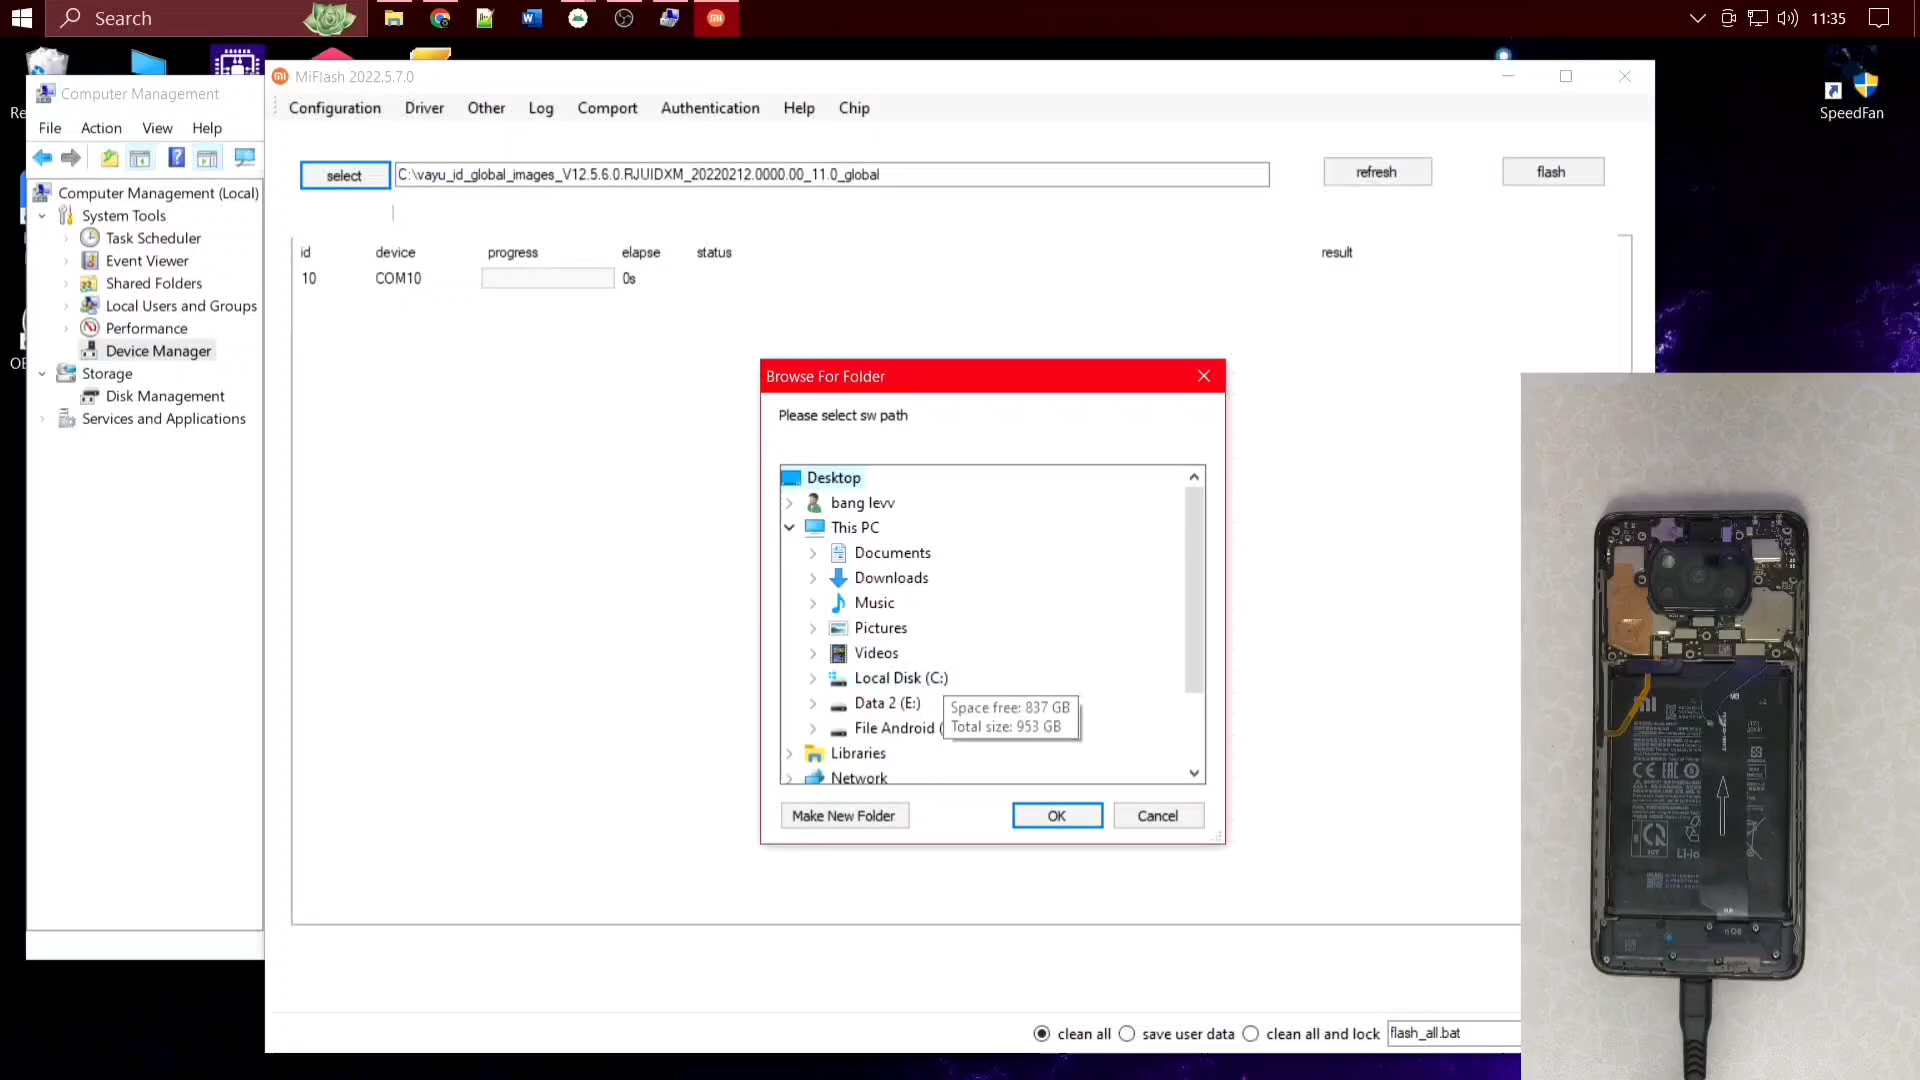 Search
11:35
SpeedFan
Computer Management
File Action View Help
Computer Management (Local)
System Tools
Task Scheduler
Event Viewer
Shared Folders
Local Users and Groups
Performance
Device Manager
Storage
Disk Management
Services and Applications
MiFlash 2022.5.7.0
Configuration Driver Other Log Comport Authentication Help Chip
select C:\vayu_id_global_images_V12.5.6.0.RJUIDXM_20220212.0000.00_11.0_global refresh flash
id device progress elapse status result
10 COM10 0s
Browse For Folder
Please select sw path
Desktop
bang levv
This PC
Documents
Downloads
Music
Pictures
Videos
Local Disk (C:)
Data 2 (E:)
File Android (
Space free: 837 GB
Total size: 953 GB
Libraries
Network
Make New Folder OK Cancel
clean all save user data clean all and lock flash_all.bat